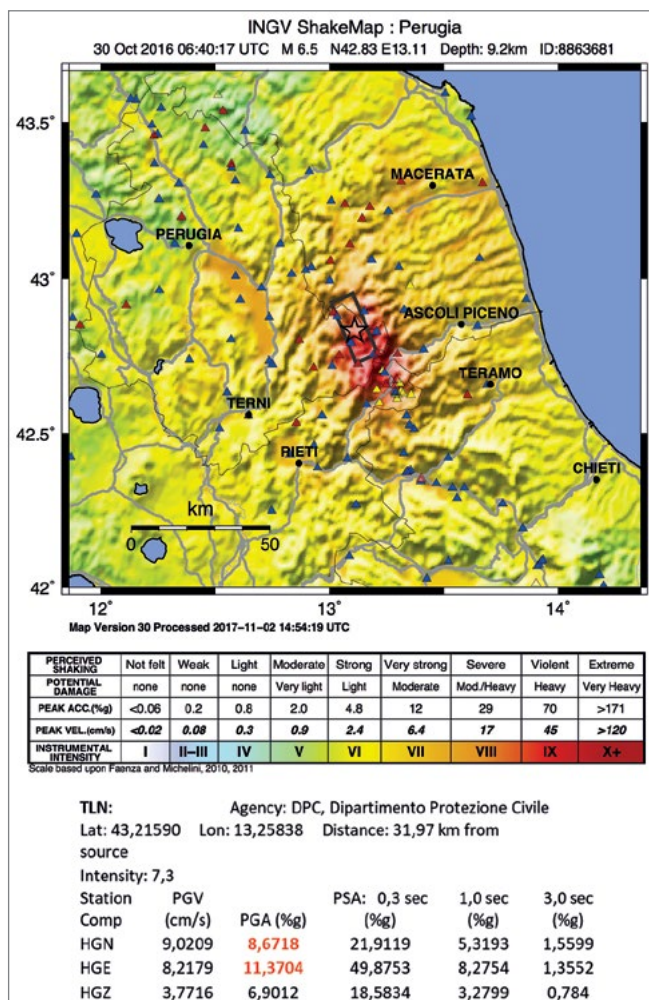 INGV ShakeMap : Perugia
30 Oct 2016 06:40:17 UTC M 6.5 N42.83 E13.11 Depth: 9.2km ID:8863681
43.5˚
MACERATA
PERUGIA
43˚
ASCOLI PICENO
TERAMO
TERNI
42.5˚
RIETI
CHIETI
km
0 50
42˚
12˚ 13˚ 14˚
Map Version 30 Processed 2017-11-02 14:54:19 UTC
PERCEIVED SHAKING Not felt Weak Light Moderate Strong Very strong Severe Violent Extreme
POTENTIAL DAMAGE none none none Very light Light Moderate Mod./Heavy Heavy Very Heavy
PEAK ACC.(%g) <0.06 0.2 0.8 2.0 4.8 12 29 70 >171
PEAK VEL.(cm/s) <0.02 0.08 0.3 0.9 2.4 6.4 17 45 >120
INSTRUMENTAL INTENSITY I II–III IV V VI VII VIII IX X+
Scale based upon Faenza and Michelini, 2010, 2011
TLN: Agency: DPC, Dipartimento Protezione Civile
Lat: 43,21590 Lon: 13,25838 Distance: 31,97 km from
source
Intensity: 7,3
Station PGV PSA: 0,3 sec 1,0 sec 3,0 sec
Comp (cm/s) PGA (%g) (%g) (%g) (%g)
HGN 9,0209 8,6718 21,9119 5,3193 1,5599
HGE 8,2179 11,3704 49,8753 8,2754 1,3552
HGZ 3,7716 6,9012 18,5834 3,2799 0,784